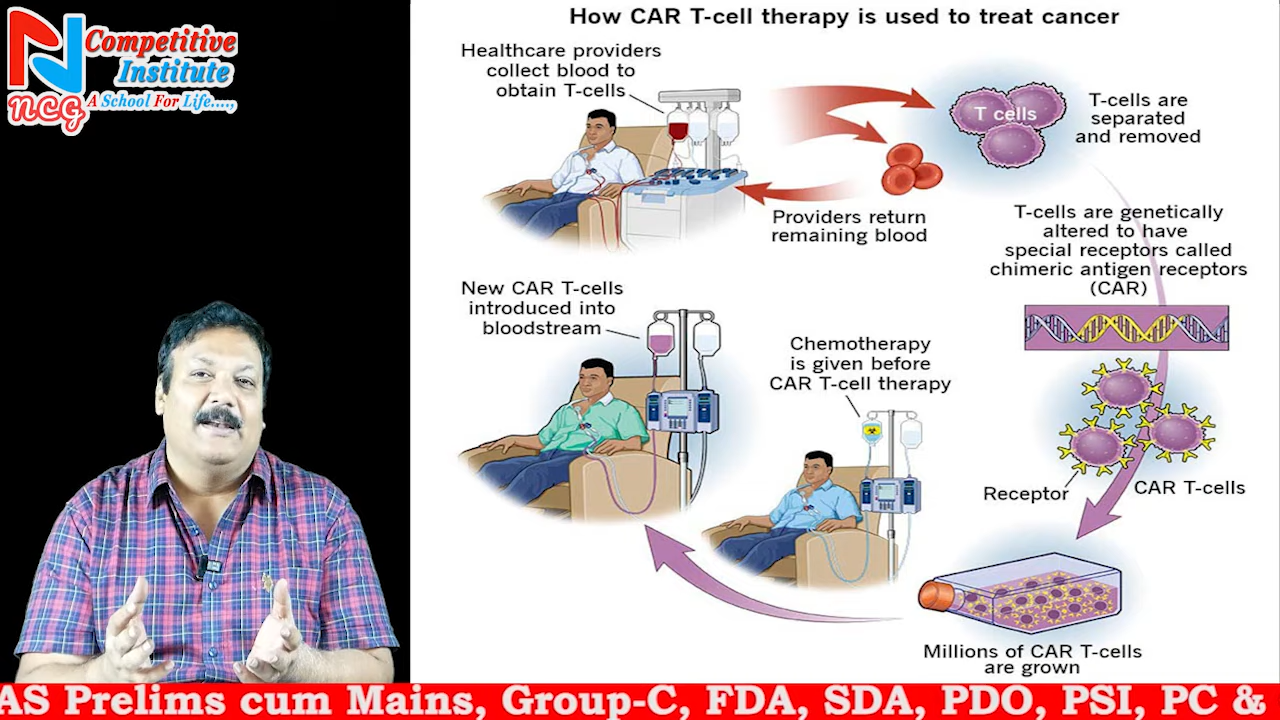 Competitive
Institute
ncg
A School For Life....,
How CAR T-cell therapy is used to treat cancer
Healthcare providers
collect blood to
obtain T-cells
T cells
T-cells are
separated
and removed
Providers return
remaining blood
T-cells are genetically
altered to have
special receptors called
chimeric antigen receptors
(CAR)
New CAR T-cells
introduced into
bloodstream
Chemotherapy
is given before
CAR T-cell therapy
Receptor
CAR T-cells
Millions of CAR T-cells
are grown
AS Prelims cum Mains, Group-C, FDA, SDA, PDO, PSI, PC &